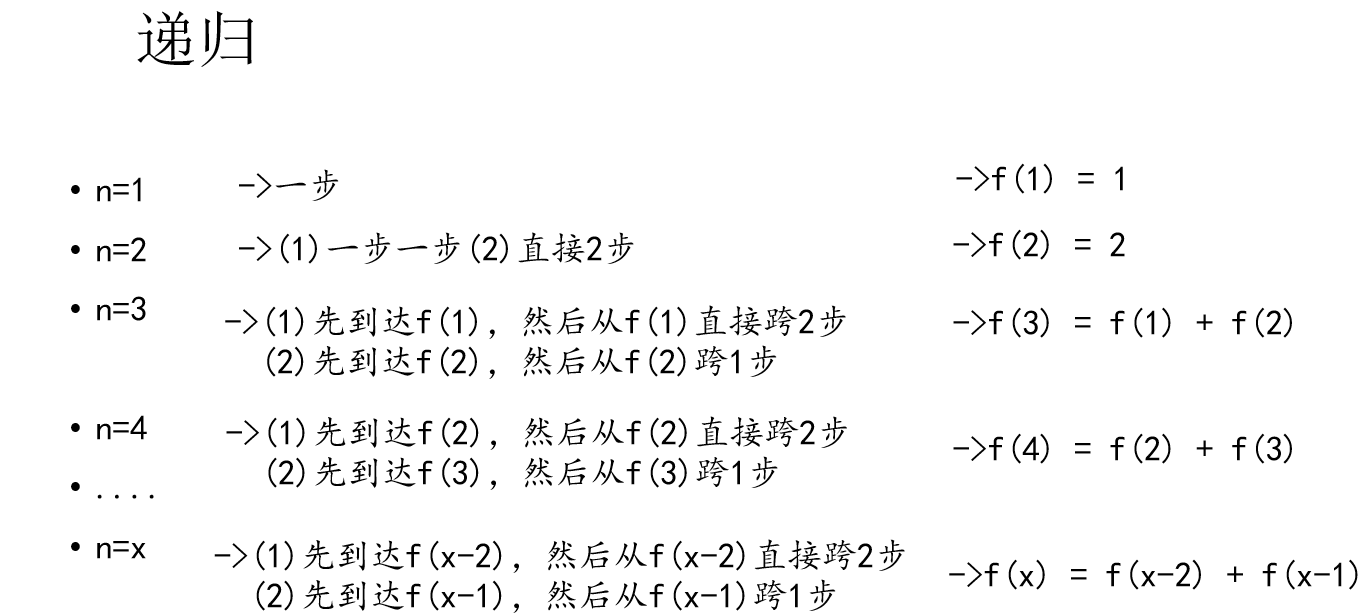 递归
• n=1 ->一步 ->f(1) = 1
• n=2 ->(1)一步一步(2)直接2步 ->f(2) = 2
• n=3 ->(1)先到达f(1)，然后从f(1)直接跨2步 ->f(3) = f(1) + f(2)
(2)先到达f(2)，然后从f(2)跨1步
• n=4 ->(1)先到达f(2)，然后从f(2)直接跨2步 ->f(4) = f(2) + f(3)
(2)先到达f(3)，然后从f(3)跨1步
• ....
• n=x ->(1)先到达f(x-2)，然后从f(x-2)直接跨2步 ->f(x) = f(x-2) + f(x-1)
(2)先到达f(x-1)，然后从f(x-1)跨1步